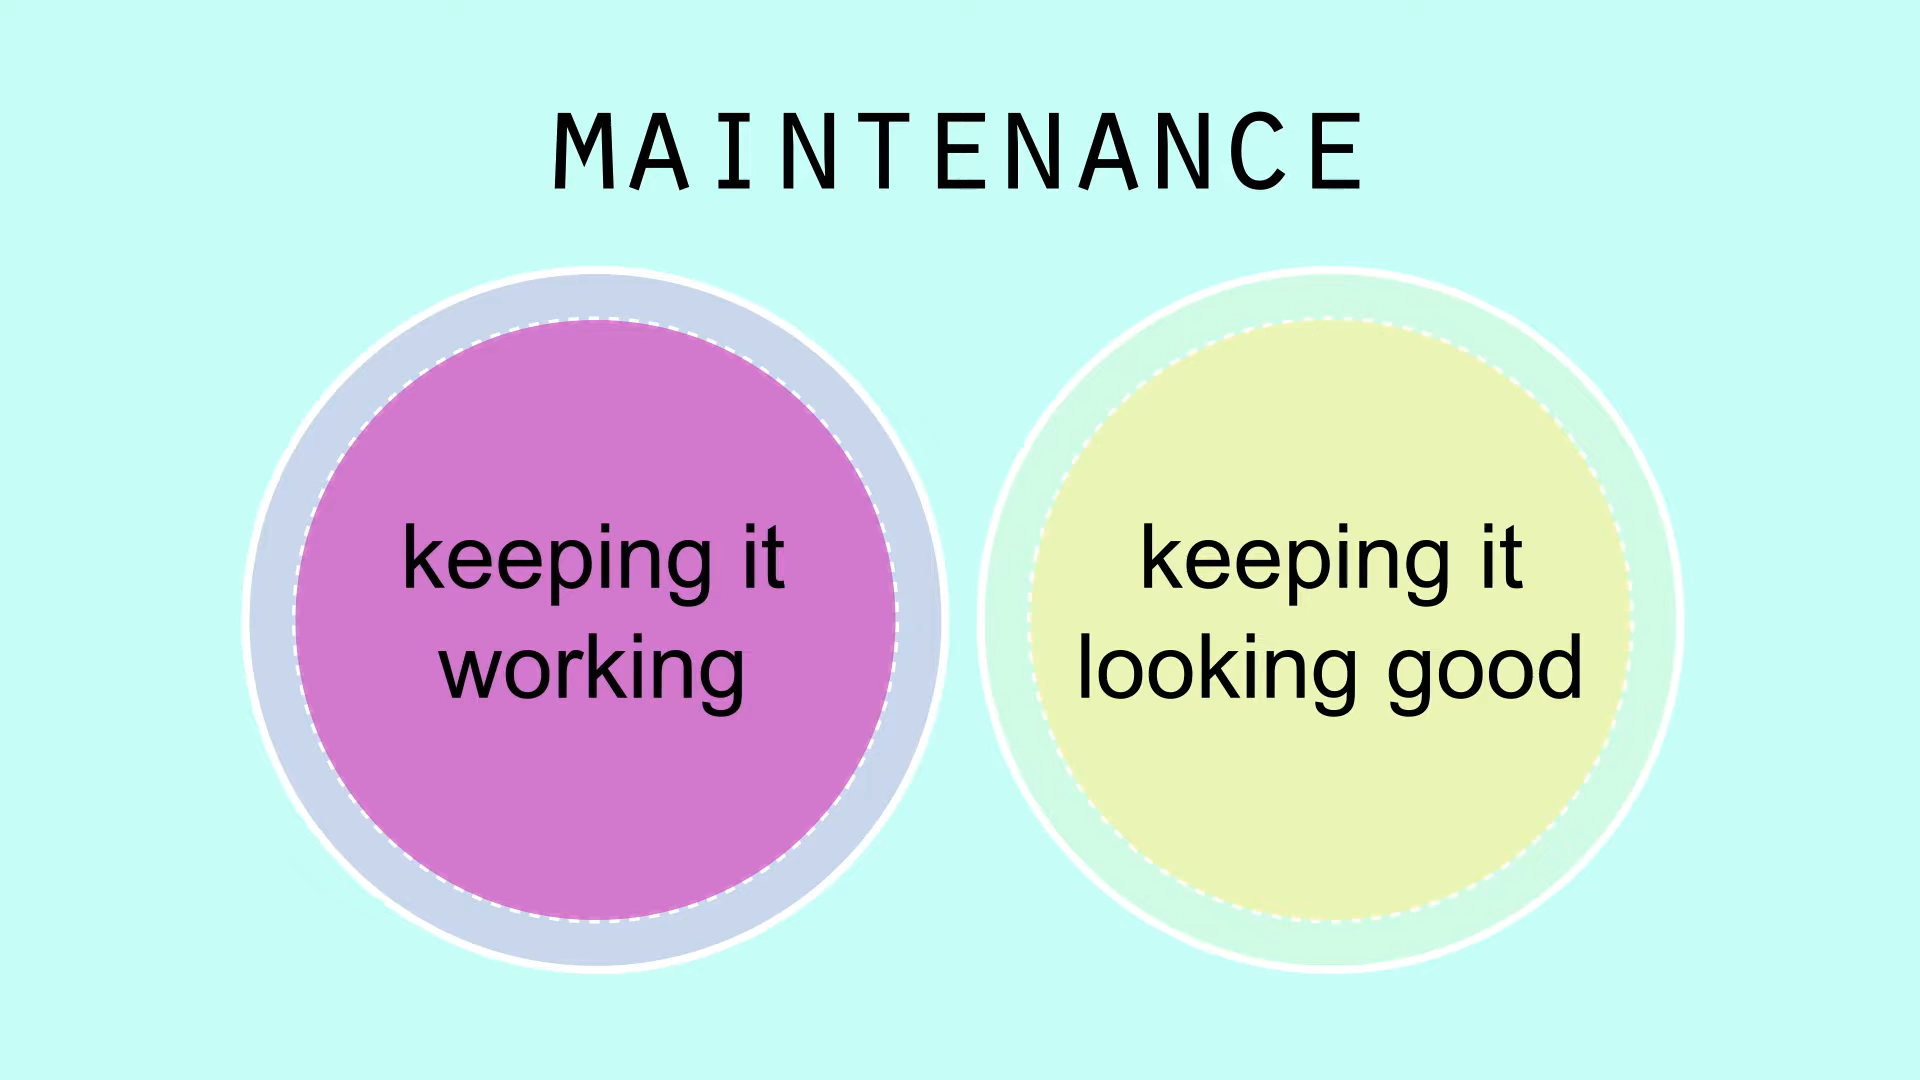 MAINTENANCE
keeping it
working
keeping it
looking good